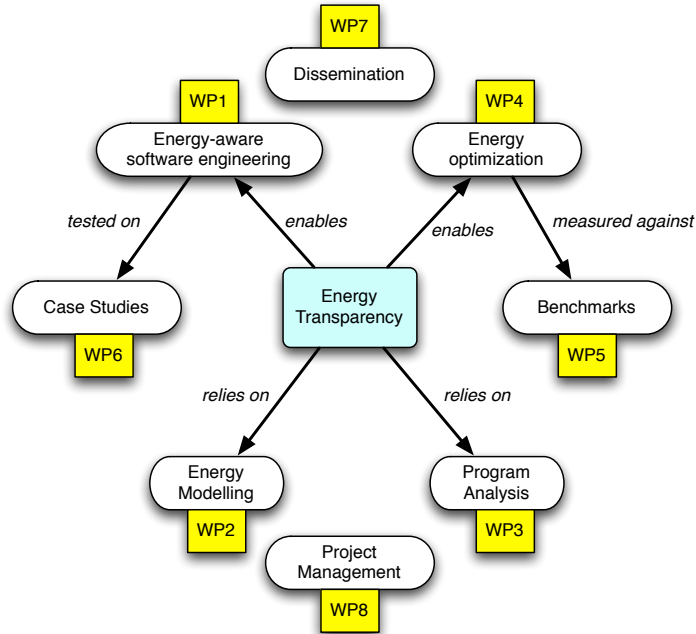 WP7
Dissemination
WP1
Energy-aware
software engineering
WP4
Energy
optimization
tested on
enables
enables
measured against
Case Studies
WP6
Energy
Transparency
Benchmarks
WP5
relies on
relies on
Energy
Modelling
WP2
Program
Analysis
WP3
Project
Management
WP8